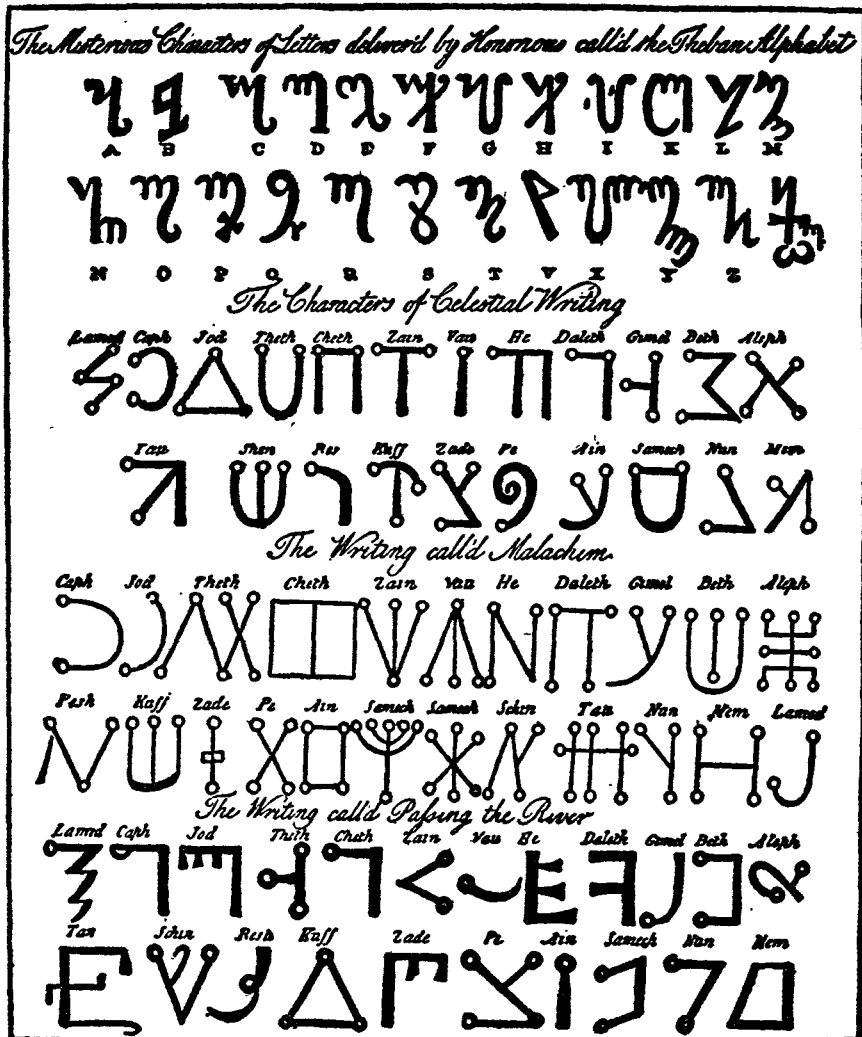 The Misterious Characters of Letters deliver'd by Honorious call'd the Theban Alphabet
A B C D E F G H I K L M
N O P Q R S T V X Y Z
The Characters of Celestial Writing
Lamed Caph Jod Theth Cheth Zain Vau He Daleth Gimel Beth Aleph
Tau Shen Res Kuff Zade Pe Ain Samech Nun Mem
The Writing call'd Malachim
Caph Jod Theth Cheth Zain Vau He Daleth Gimel Beth Aleph
Resh Kuff Zade Pe Ain Samech Samech Schin Tau Nun Mem Lamed
The Writing call'd Passing the River
Lamed Caph Jod Thith Cheth Zain Vau He Daleth Gimel Beth Aleph
Tau Schin Resh Kuff Zade Pe Ain Samech Nun Mem